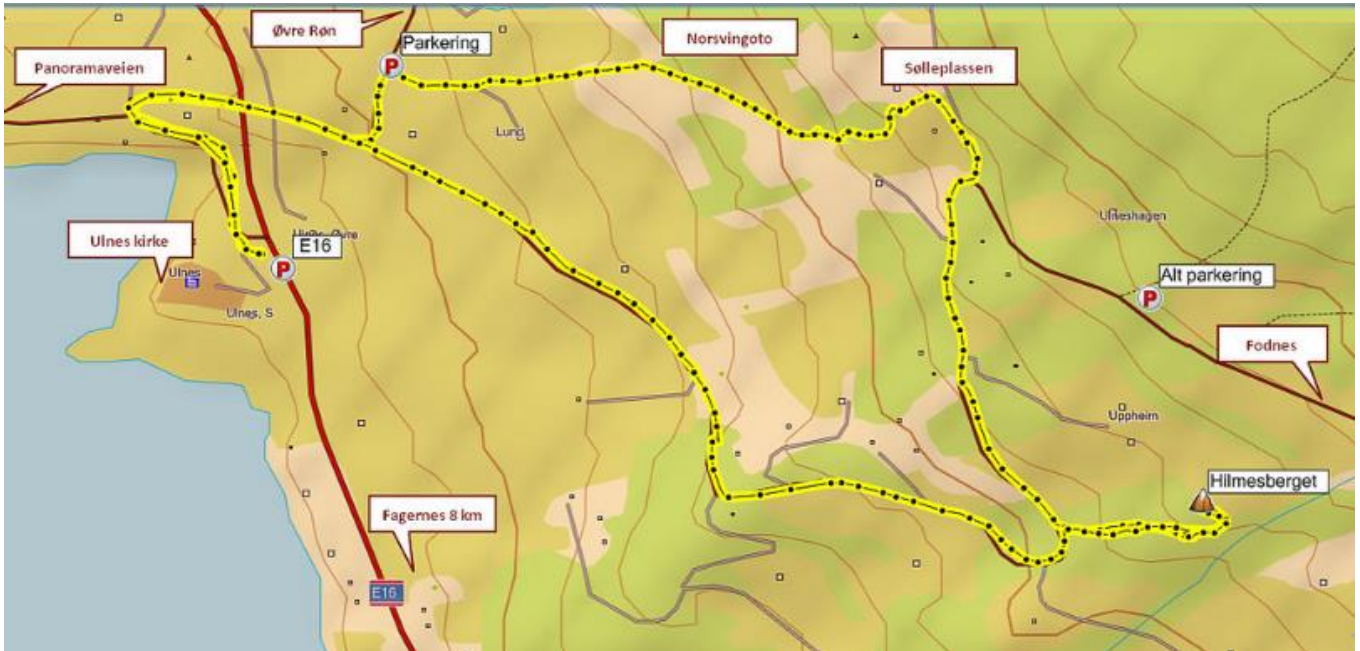 Øvre Røn
Parkering
Norsvingoto
Sølleplassen
Panoramaveien
Lund
Ulnes kirke
E16
Ulneshagen
Ulnes
Alt parkering
Ulnes, S
Fodnes
Uppheim
Hilmesberget
Fagernes 8 km
E16